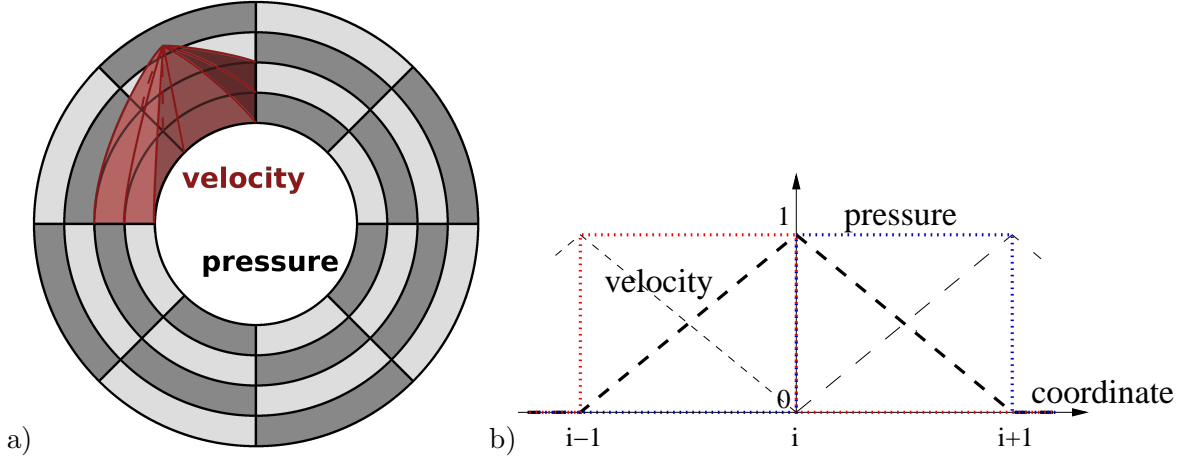 velocity
pressure
a)
1
pressure
velocity
0
coordinate
i−1
i
i+1
b)